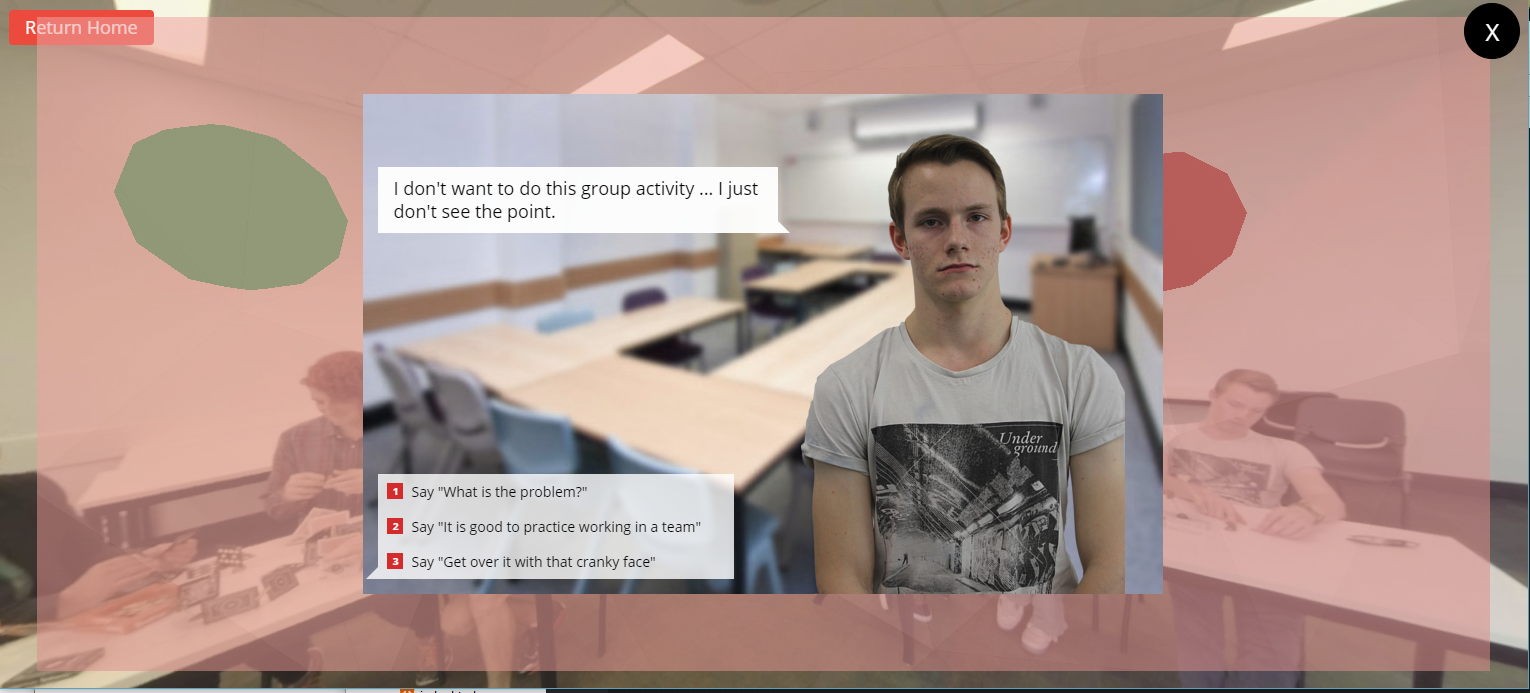 Return Home
X
I don't want to do this group activity ... I just
don't see the point.
Under
ground
1 Say "What is the problem?"
2 Say "It is good to practice working in a team"
3 Say "Get over it with that cranky face"